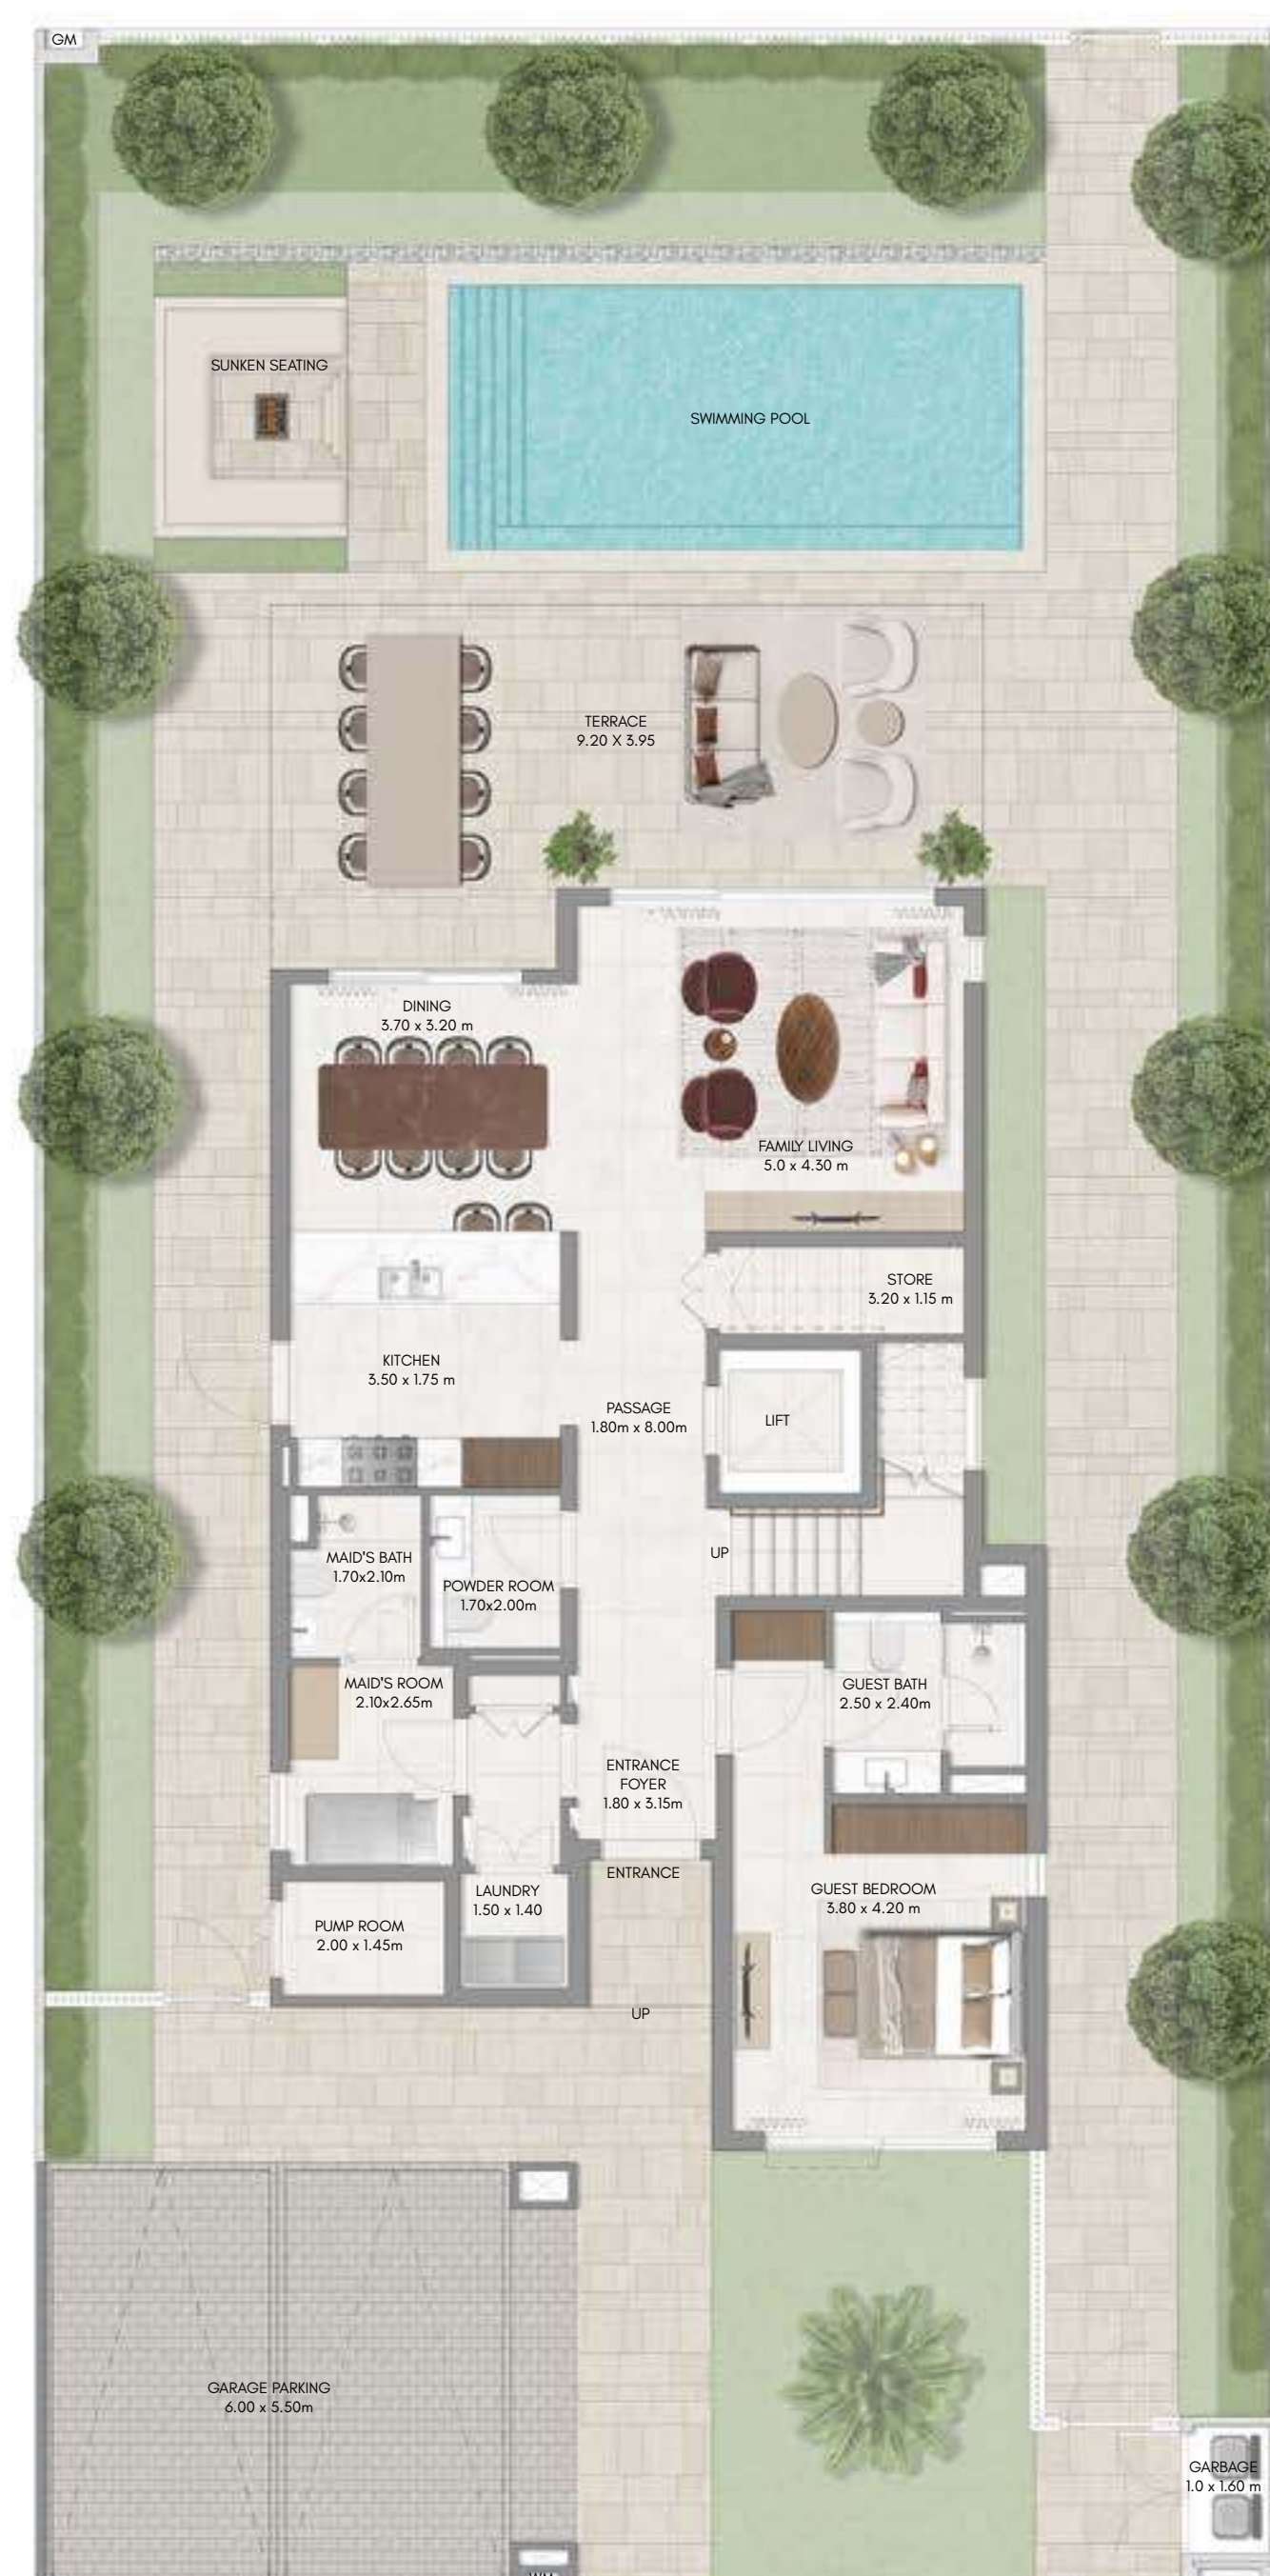 GM
SUNKEN SEATING
SWIMMING POOL
TERRACE
9.20 X 3.95
DINING
3.70 x 3.20 m
FAMILY LIVING
5.0 x 4.30 m
STORE
3.20 x 1.15 m
KITCHEN
3.50 x 1.75 m
PASSAGE
1.80m x 8.00m
LIFT
UP
MAID'S BATH
1.70x2.10m
POWDER ROOM
1.70x2.00m
MAID'S ROOM
2.10x2.65m
GUEST BATH
2.50 x 2.40m
ENTRANCE
FOYER
1.80 x 3.15m
ENTRANCE
LAUNDRY
1.50 x 1.40
GUEST BEDROOM
3.80 x 4.20 m
PUMP ROOM
2.00 x 1.45m
UP
GARAGE PARKING
6.00 x 5.50m
GARBAGE
1.0 x 1.60 m